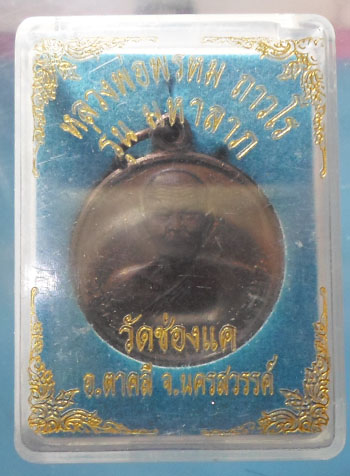 หลวงพ่อพรหม ถาวโร
รุ่น มหาลาภ
วัดช่องแค
อ.ตาคลี จ.นครสวรรค์